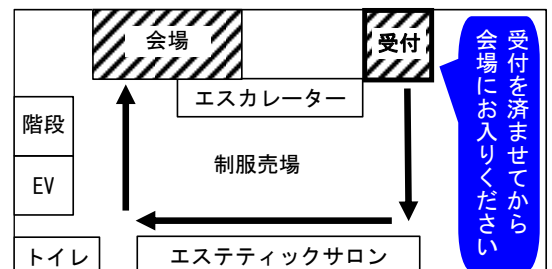 会場
受付
エスカレーター
階段
制服売場
EV
トイレ
エステティックサロン
受付を済ませてから
会場にお入りください